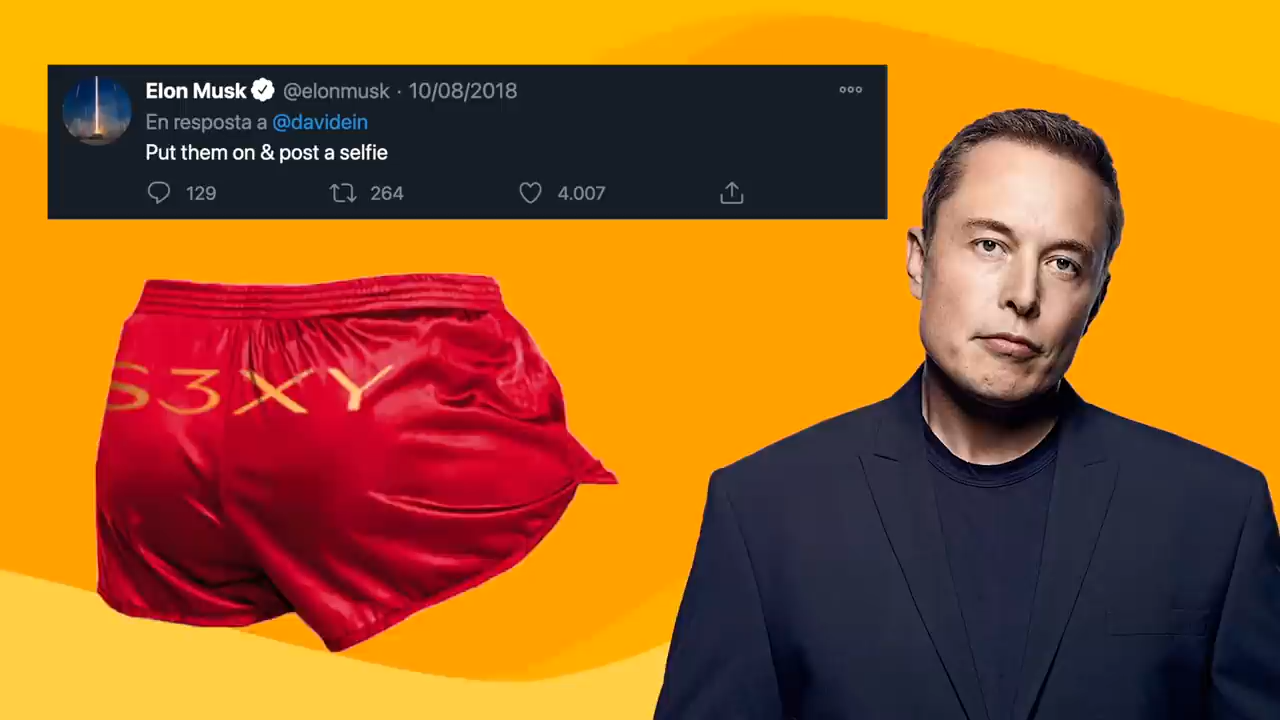 Elon Musk @elonmusk · 10/08/2018
En resposta a @davidein
Put them on & post a selfie
129 264 4.007
S3XY